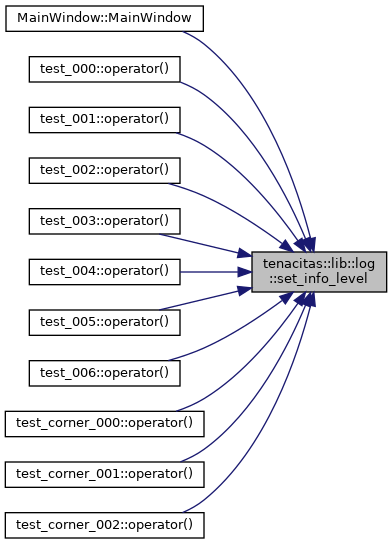 MainWindow::MainWindow
test_000::operator()
test_001::operator()
test_002::operator()
test_003::operator()
test_004::operator()
test_005::operator()
test_006::operator()
test_corner_000::operator()
test_corner_001::operator()
test_corner_002::operator()
tenacitas::lib::log
::set_info_level